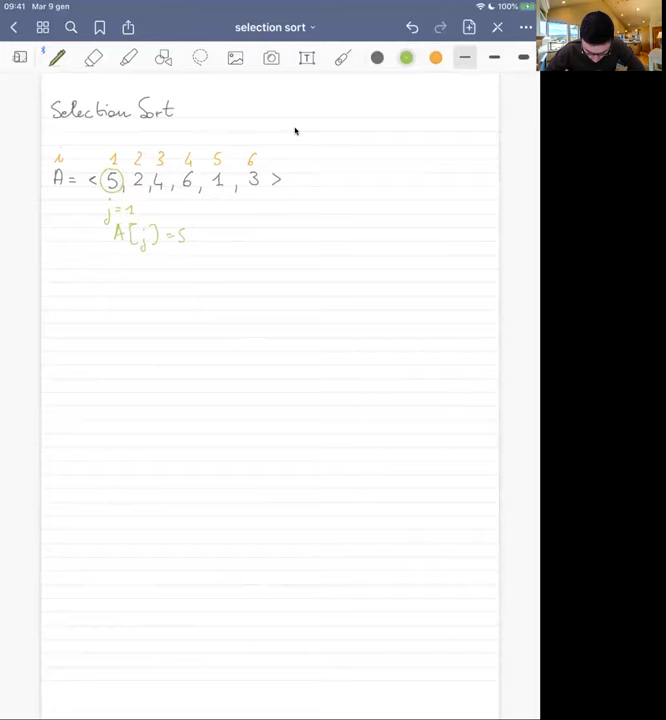 09:41 Mar 9 gen
100%
selection sort
Selection Sort
i 1 2 3 4 5 6
A = < 5, 2, 4, 6, 1, 3 >
j = 1
A[j] = 5